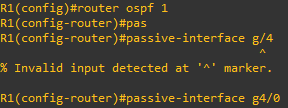 R1(config)#router ospf 1
R1(config-router)#pas
R1(config-router)#passive-interface g/4
^
% Invalid input detected at '^' marker.
R1(config-router)#passive-interface g4/0